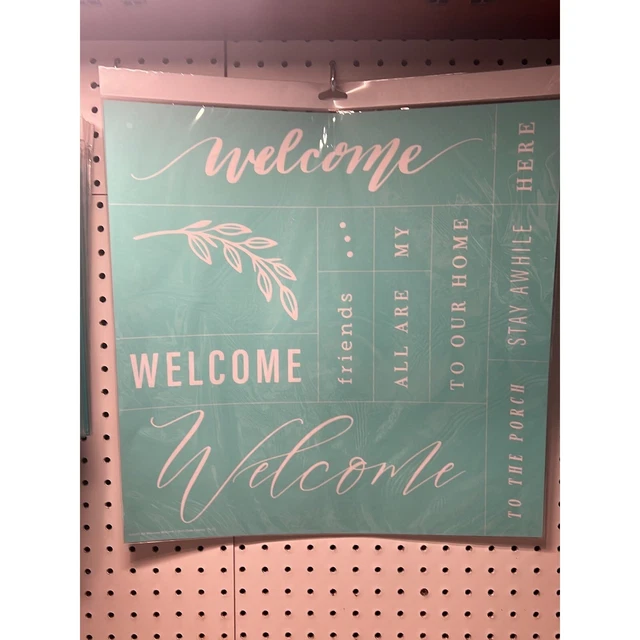 welcome
WELCOME
friends
...
ALL ARE
MY
TO OUR HOME
Welcome
TO THE PORCH
STAY AWHILE
HERE